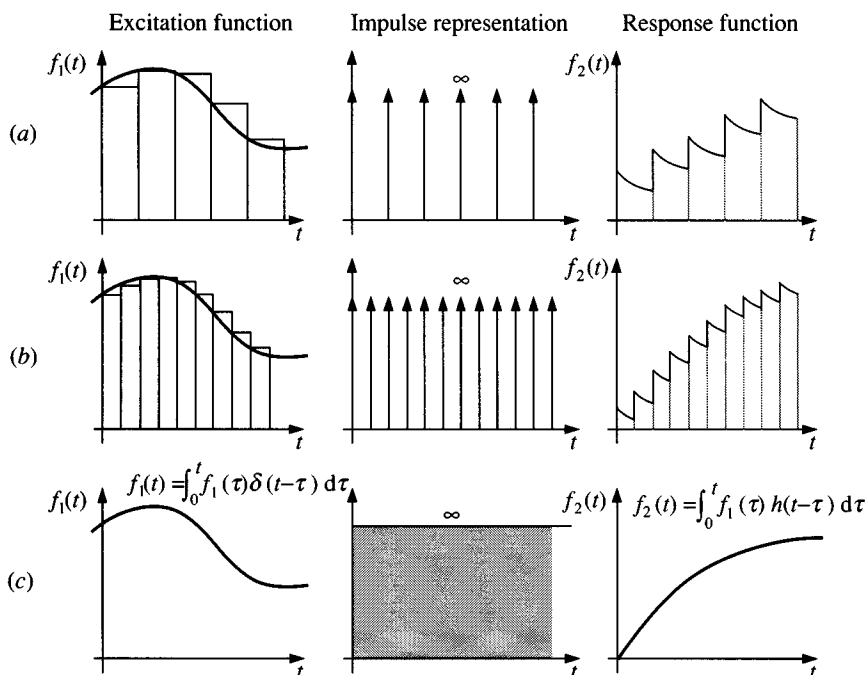 Excitation function Impulse representation Response function
(a) f₁(t) ∞ f₂(t)
t t t
(b) f₁(t) ∞ f₂(t)
t t t
(c) f₁(t) f₁(t) = ∫₀ᵗ f₁(τ)δ(t−τ) dτ ∞ f₂(t) f₂(t) = ∫₀ᵗ f₁(τ) h(t−τ) dτ
t t t